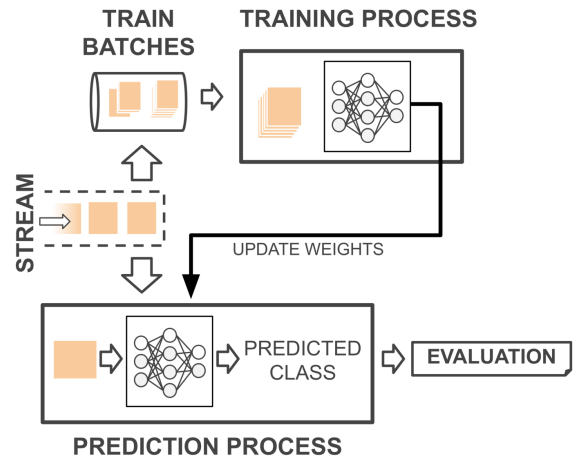 TRAIN
BATCHES
TRAINING PROCESS
STREAM
UPDATE WEIGHTS
PREDICTED
CLASS
EVALUATION
PREDICTION PROCESS